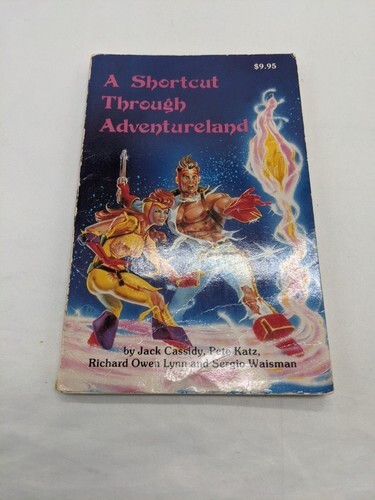 $9.95
A Shortcut
Through
Adventureland
by Jack Cassidy, Pete Katz,
Richard Owen Lynn and Sergio Waisman